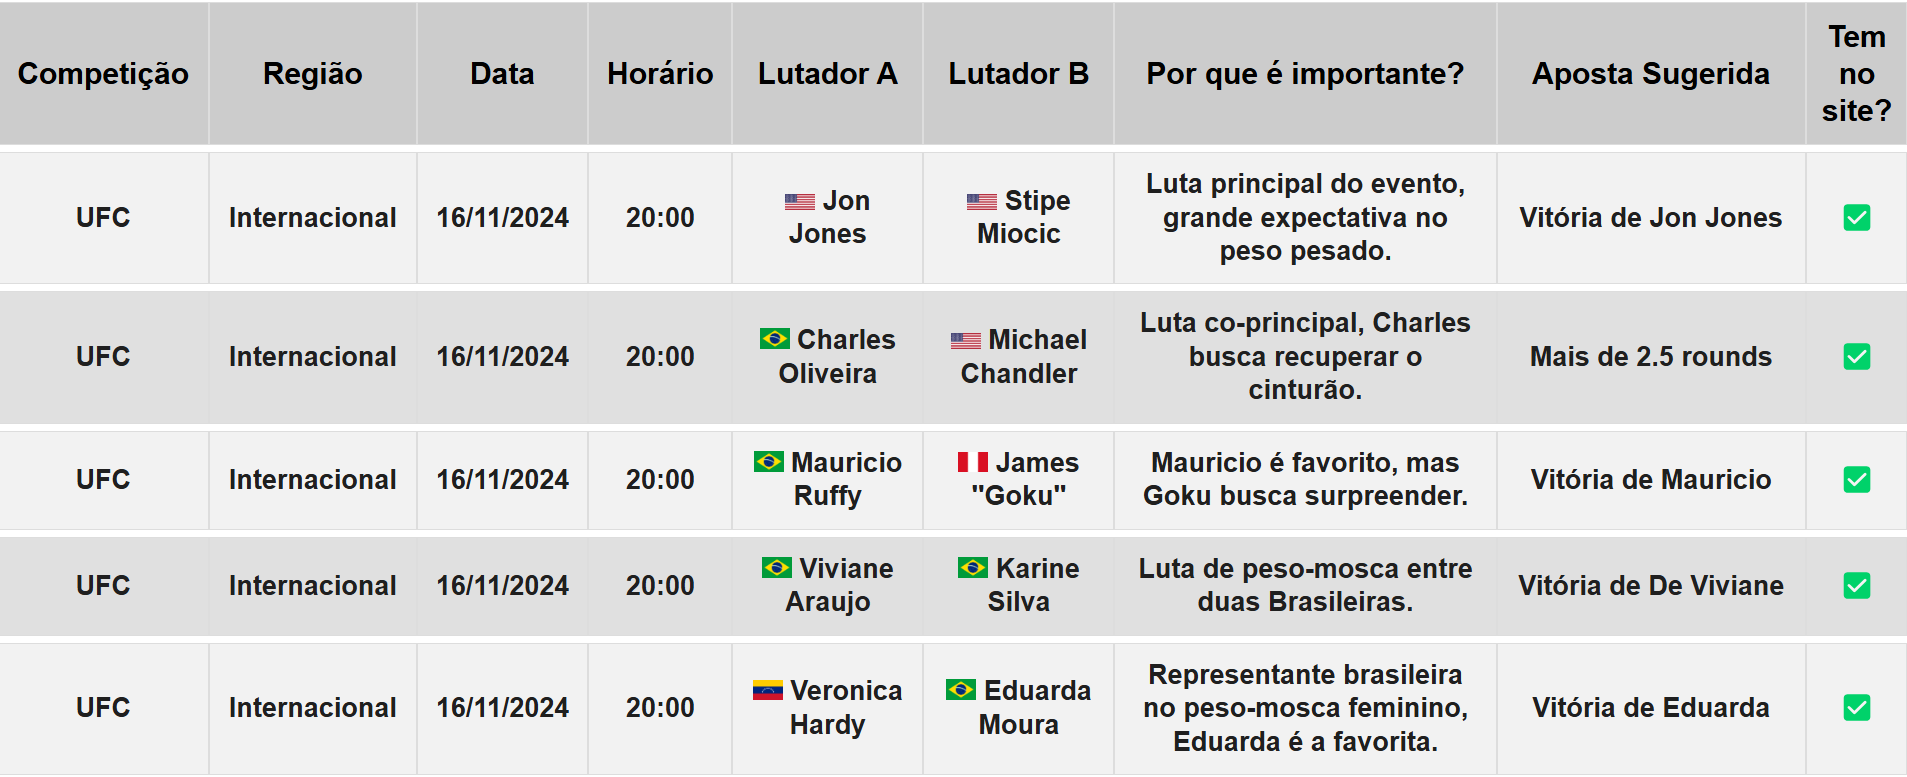 Competição Região Data Horário Lutador A Lutador B Por que é importante? Aposta Sugerida Tem
no
site?
UFC Internacional 16/11/2024 20:00 Jon
Jones Stipe
Miocic Luta principal do evento,
grande expectativa no
peso pesado. Vitória de Jon Jones
UFC Internacional 16/11/2024 20:00 Charles
Oliveira Michael
Chandler Luta co-principal, Charles
busca recuperar o
cinturão. Mais de 2.5 rounds
UFC Internacional 16/11/2024 20:00 Mauricio
Ruffy James
"Goku" Mauricio é favorito, mas
Goku busca surpreender. Vitória de Mauricio
UFC Internacional 16/11/2024 20:00 Viviane
Araujo Karine
Silva Luta de peso-mosca entre
duas Brasileiras. Vitória de De Viviane
UFC Internacional 16/11/2024 20:00 Veronica
Hardy Eduarda
Moura Representante brasileira
no peso-mosca feminino,
Eduarda é a favorita. Vitória de Eduarda